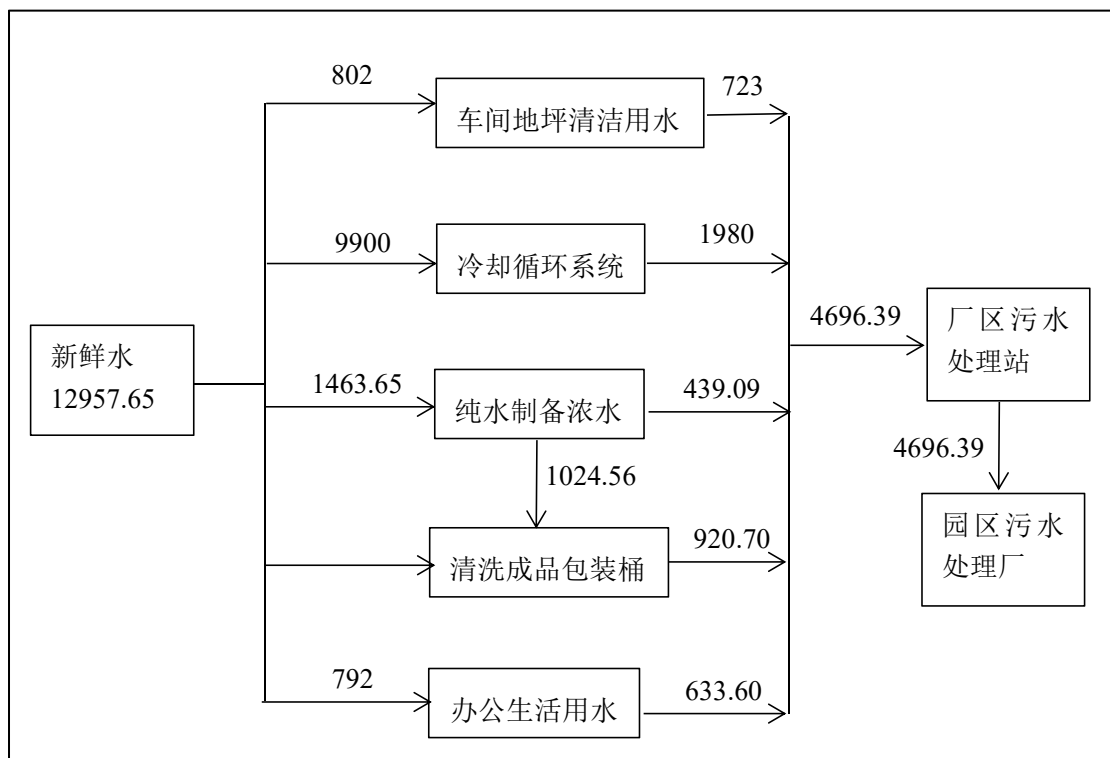 802
车间地坪清洁用水
723
9900
冷却循环系统
1980
新鲜水
12957.65
1463.65
纯水制备浓水
439.09
4696.39
厂区污水
处理站
1024.56
4696.39
清洗成品包装桶
920.70
园区污水
处理厂
792
办公生活用水
633.60